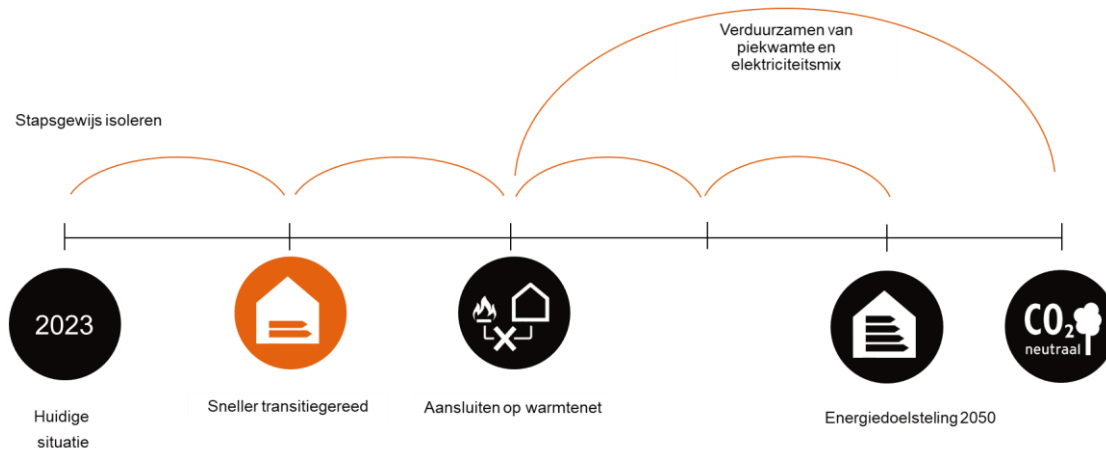 Verduurzamen van
piekwamte en
elektriciteitsmix
Stapsgewijs isoleren
2023
CO₂
neutraal
Huidige
situatie
Sneller transitiegereed
Aansluiten op warmtenet
Energiedoelsteling 2050